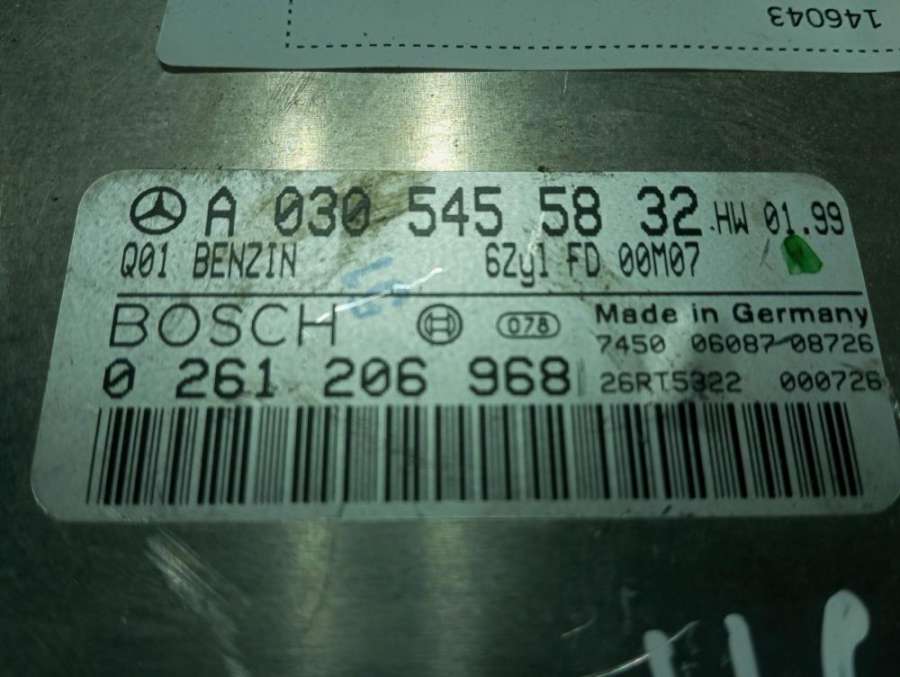 146043
A 030 545 58 32 HW 01.99
Q01 BENZIN 6Zyl FD 00M07
BOSCH 078 Made in Germany
7450 06087-08726
0 261 206 968 26RT5322 000726